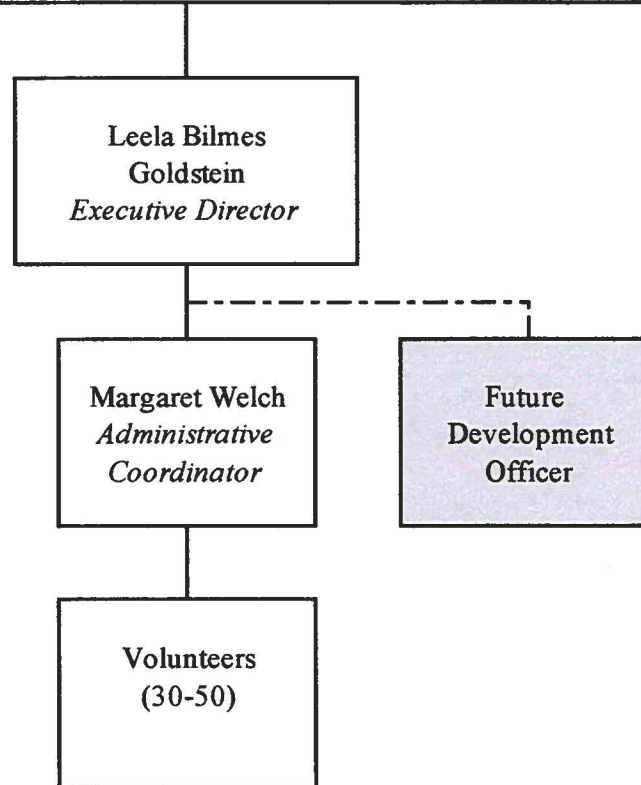 Leela Bilmes
Goldstein
Executive Director
Margaret Welch
Administrative
Coordinator
Future
Development
Officer
Volunteers
(30-50)